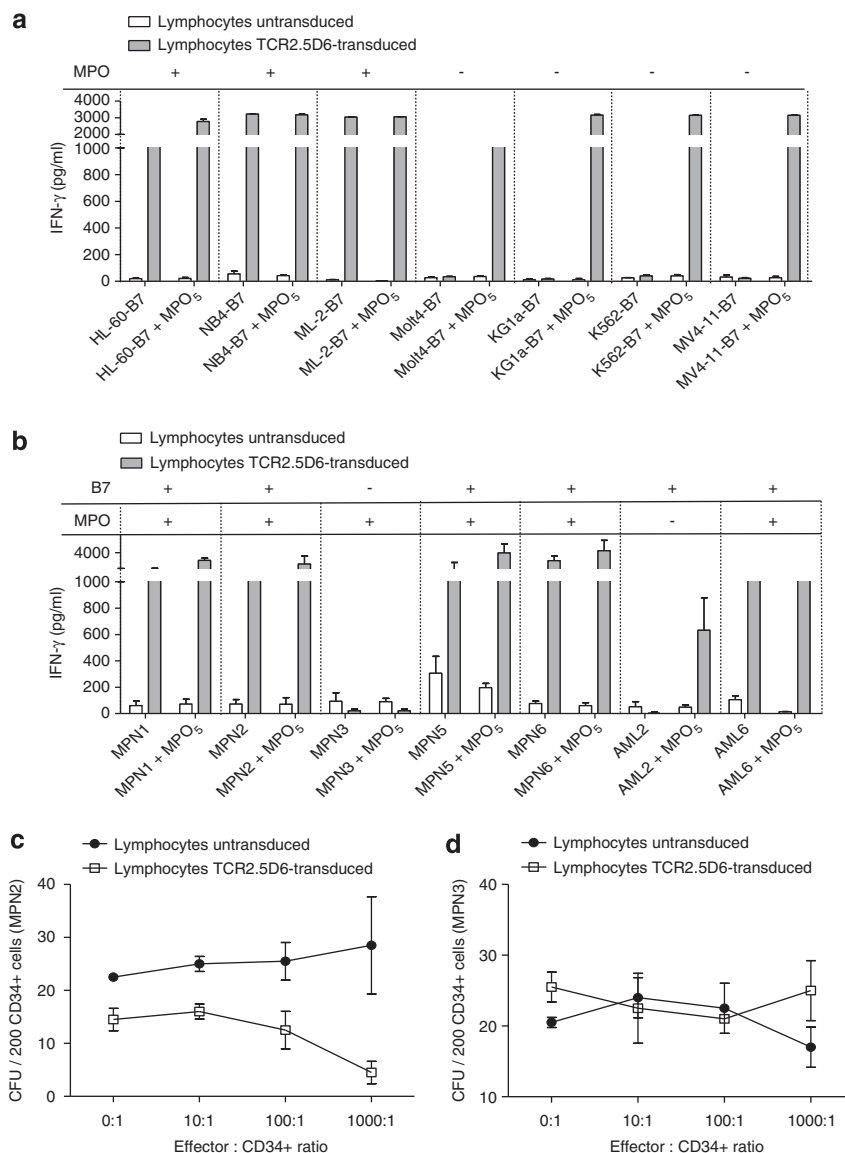 a
Lymphocytes untransduced
Lymphocytes TCR2.5D6-transduced
MPO + + + - - - -
4000
3000
2000
1000
800
600
400
200
0
IFN-γ (pg/ml)
HL-60-B7
HL-60-B7 + MPO5
NB4-B7
NB4-B7 + MPO5
ML-2-B7
ML-2-B7 + MPO5
Molt4-B7
Molt4-B7 + MPO5
KG1a-B7
KG1a-B7 + MPO5
K562-B7
K562-B7 + MPO5
MV4-11-B7
MV4-11-B7 + MPO5
b
Lymphocytes untransduced
Lymphocytes TCR2.5D6-transduced
B7 + + - + + + +
MPO + + + + + - +
4000
1000
800
600
400
200
0
IFN-γ (pg/ml)
MPN1
MPN1 + MPO5
MPN2
MPN2 + MPO5
MPN3
MPN3 + MPO5
MPN5
MPN5 + MPO5
MPN6
MPN6 + MPO5
AML2
AML2 + MPO5
AML6
AML6 + MPO5
c
Lymphocytes untransduced
Lymphocytes TCR2.5D6-transduced
40
30
20
10
0
CFU / 200 CD34+ cells (MPN2)
0:1 10:1 100:1 1000:1
Effector : CD34+ ratio
d
Lymphocytes untransduced
Lymphocytes TCR2.5D6-transduced
40
30
20
10
CFU / 200 CD34+ cells (MPN3)
0:1 10:1 100:1 1000:1
Effector : CD34+ ratio